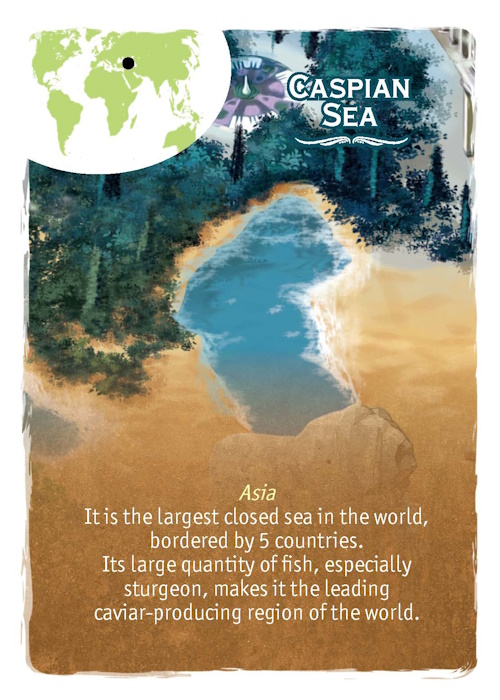 CASPIAN
SEA
Asia
It is the largest closed sea in the world,
bordered by 5 countries.
Its large quantity of fish, especially
sturgeon, makes it the leading
caviar-producing region of the world.